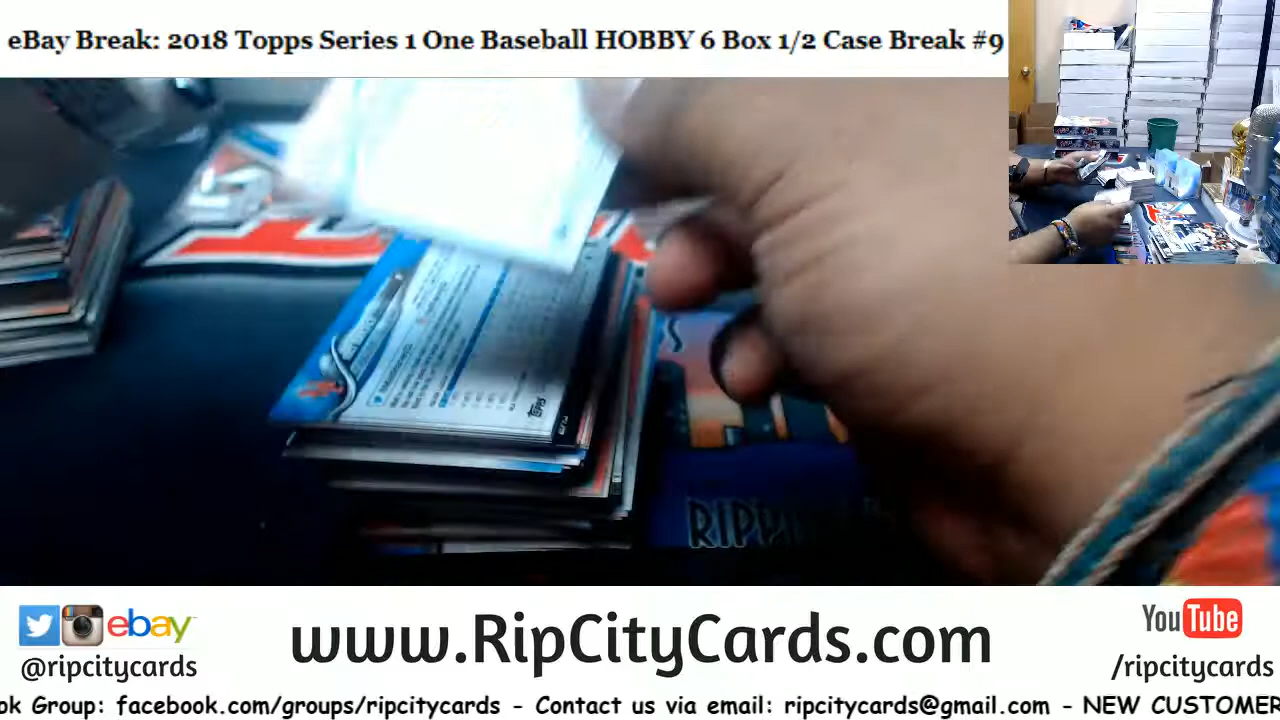 eBay Break: 2018 Topps Series 1 One Baseball HOBBY 6 Box 1/2 Case Break #9
TOPPS
RIPP
ebay
@ripcitycards
www.RipCityCards.com
YouTube
/ripcitycards
ok Group: facebook.com/groups/ripcitycards - Contact us via email: ripcitycards@gmail.com - NEW CUSTOMER